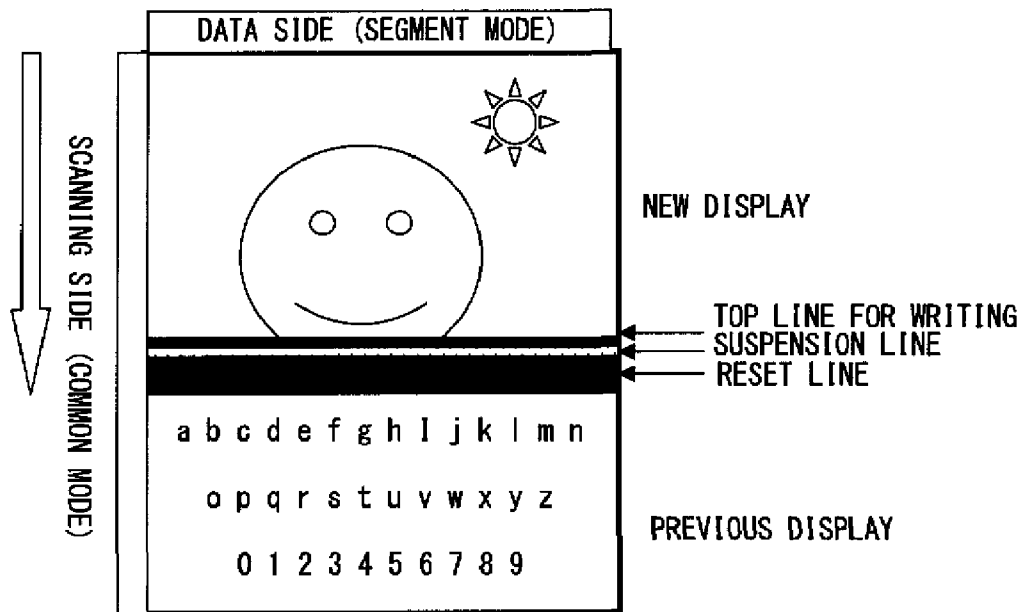 DATA SIDE (SEGMENT MODE)
SCANNING SIDE (COMMON MODE)
NEW DISPLAY
TOP LINE FOR WRITING
SUSPENSION LINE
RESET LINE
a b c d e f g h I j k l m n
o p q r s t u v w x y z
0 1 2 3 4 5 6 7 8 9
PREVIOUS DISPLAY